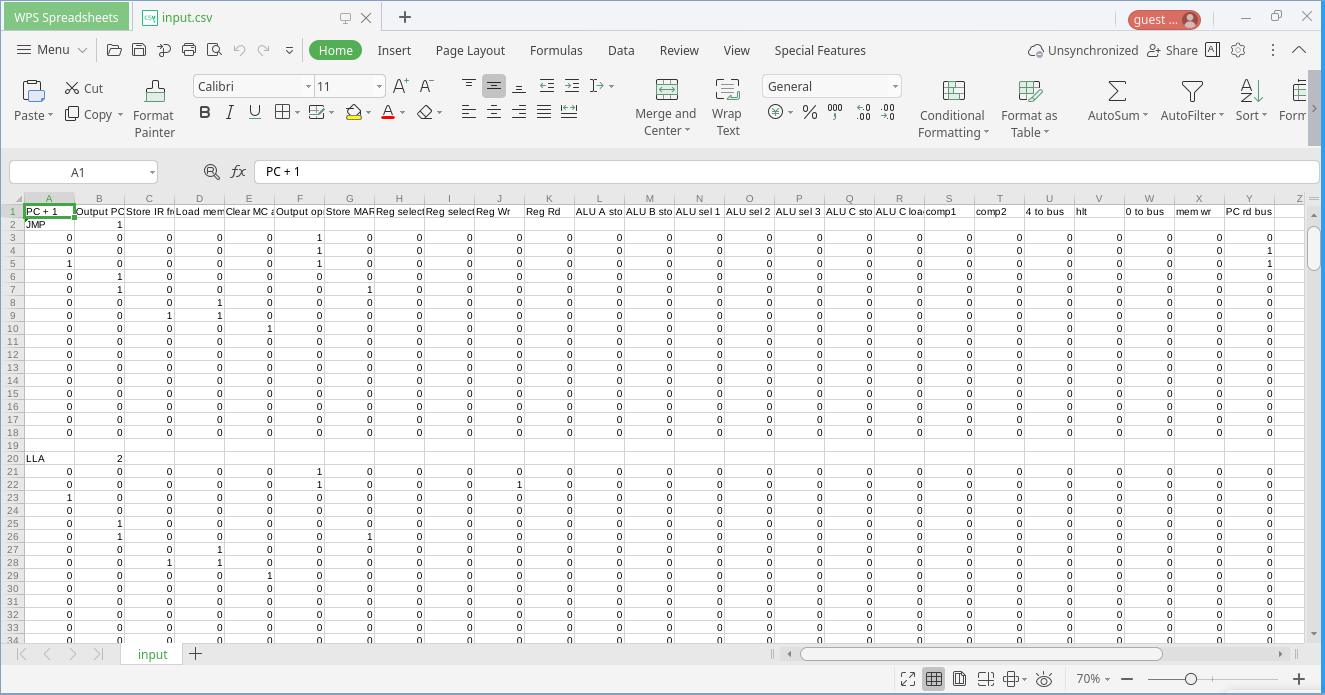 WPS Spreadsheets input.csv guest ...
Menu Home Insert Page Layout Formulas Data Review View Special Features Unsynchronized Share
Cut Calibri 11 General
Paste Copy Format Painter Merge and Center Wrap Text Conditional Formatting Format as Table AutoSum AutoFilter Sort Form
A1 fx PC + 1
A B C D E F G H I J K L M N O P Q R S T U V W X Y Z
1 PC + 1 Output PC Store IR fr Load mem Clear MC a Output op Store MAR Reg select Reg select Reg Wr Reg Rd ALU A sto ALU B sto ALU sel 1 ALU sel 2 ALU sel 3 ALU C sto ALU C loa comp1 comp2 4 to bus hlt 0 to bus mem wr PC rd bus
2 JMP 1
3 0 0 0 0 0 1 0 0 0 0 0 0 0 0 0 0 0 0 0 0 0 0 0 0 0
4 0 0 0 0 0 1 0 0 0 0 0 0 0 0 0 0 0 0 0 0 0 0 0 0 1
5 1 0 0 0 0 1 0 0 0 0 0 0 0 0 0 0 0 0 0 0 0 0 0 0 1
6 0 1 0 0 0 0 0 0 0 0 0 0 0 0 0 0 0 0 0 0 0 0 0 0 0
7 0 1 0 0 0 0 1 0 0 0 0 0 0 0 0 0 0 0 0 0 0 0 0 0 0
8 0 0 0 1 0 0 0 0 0 0 0 0 0 0 0 0 0 0 0 0 0 0 0 0 0
9 0 0 1 1 0 0 0 0 0 0 0 0 0 0 0 0 0 0 0 0 0 0 0 0 0
10 0 0 0 0 1 0 0 0 0 0 0 0 0 0 0 0 0 0 0 0 0 0 0 0 0
11 0 0 0 0 0 0 0 0 0 0 0 0 0 0 0 0 0 0 0 0 0 0 0 0 0
12 0 0 0 0 0 0 0 0 0 0 0 0 0 0 0 0 0 0 0 0 0 0 0 0 0
13 0 0 0 0 0 0 0 0 0 0 0 0 0 0 0 0 0 0 0 0 0 0 0 0 0
14 0 0 0 0 0 0 0 0 0 0 0 0 0 0 0 0 0 0 0 0 0 0 0 0 0
15 0 0 0 0 0 0 0 0 0 0 0 0 0 0 0 0 0 0 0 0 0 0 0 0 0
16 0 0 0 0 0 0 0 0 0 0 0 0 0 0 0 0 0 0 0 0 0 0 0 0 0
17 0 0 0 0 0 0 0 0 0 0 0 0 0 0 0 0 0 0 0 0 0 0 0 0 0
18 0 0 0 0 0 0 0 0 0 0 0 0 0 0 0 0 0 0 0 0 0 0 0 0 0
19
20 LLA 2
21 0 0 0 0 0 1 0 0 0 0 0 0 0 0 0 0 0 0 0 0 0 0 0 0 0
22 0 0 0 0 0 1 0 0 0 1 0 0 0 0 0 0 0 0 0 0 0 0 0 0 0
23 1 0 0 0 0 0 0 0 0 0 0 0 0 0 0 0 0 0 0 0 0 0 0 0 0
24 0 0 0 0 0 0 0 0 0 0 0 0 0 0 0 0 0 0 0 0 0 0 0 0 0
25 0 1 0 0 0 0 0 0 0 0 0 0 0 0 0 0 0 0 0 0 0 0 0 0 0
26 0 1 0 0 0 0 1 0 0 0 0 0 0 0 0 0 0 0 0 0 0 0 0 0 0
27 0 0 0 1 0 0 0 0 0 0 0 0 0 0 0 0 0 0 0 0 0 0 0 0 0
28 0 0 1 1 0 0 0 0 0 0 0 0 0 0 0 0 0 0 0 0 0 0 0 0 0
29 0 0 0 0 1 0 0 0 0 0 0 0 0 0 0 0 0 0 0 0 0 0 0 0 0
30 0 0 0 0 0 0 0 0 0 0 0 0 0 0 0 0 0 0 0 0 0 0 0 0 0
31 0 0 0 0 0 0 0 0 0 0 0 0 0 0 0 0 0 0 0 0 0 0 0 0 0
32 0 0 0 0 0 0 0 0 0 0 0 0 0 0 0 0 0 0 0 0 0 0 0 0 0
33 0 0 0 0 0 0 0 0 0 0 0 0 0 0 0 0 0 0 0 0 0 0 0 0 0
34 0 0 0 0 0 0 0 0 0 0 0 0 0 0 0 0 0 0 0 0 0 0 0 0 0
input
70%